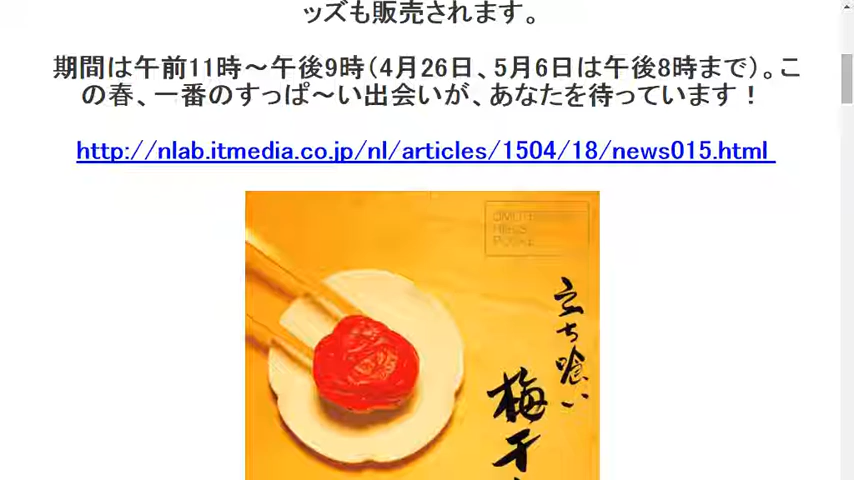 ッズも販売されます。
期間は午前11時～午後9時（4月26日、5月6日は午後8時まで）。こ
の春、一番のすっぱ～い出会いが、あなたを待っています！
http://nlab.itmedia.co.jp/nl/articles/1504/18/news015.html
立ち喰い
梅干